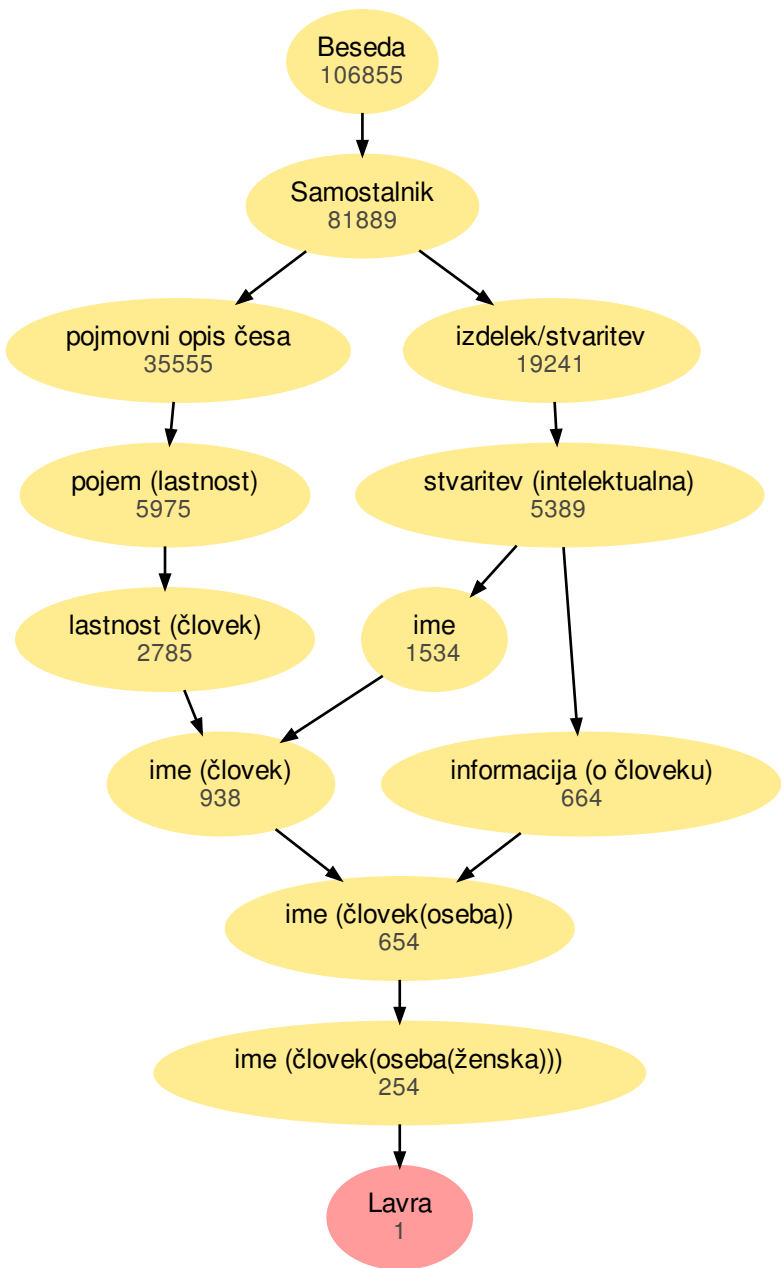 Beseda
106855
Samostalnik
81889
pojmovni opis česa
35555
izdelek/stvaritev
19241
pojem (lastnost)
5975
stvaritev (intelektualna)
5389
lastnost (človek)
2785
ime
1534
ime (človek)
938
informacija (o človeku)
664
ime (človek(oseba))
654
ime (človek(oseba(ženska)))
254
Lavra
1